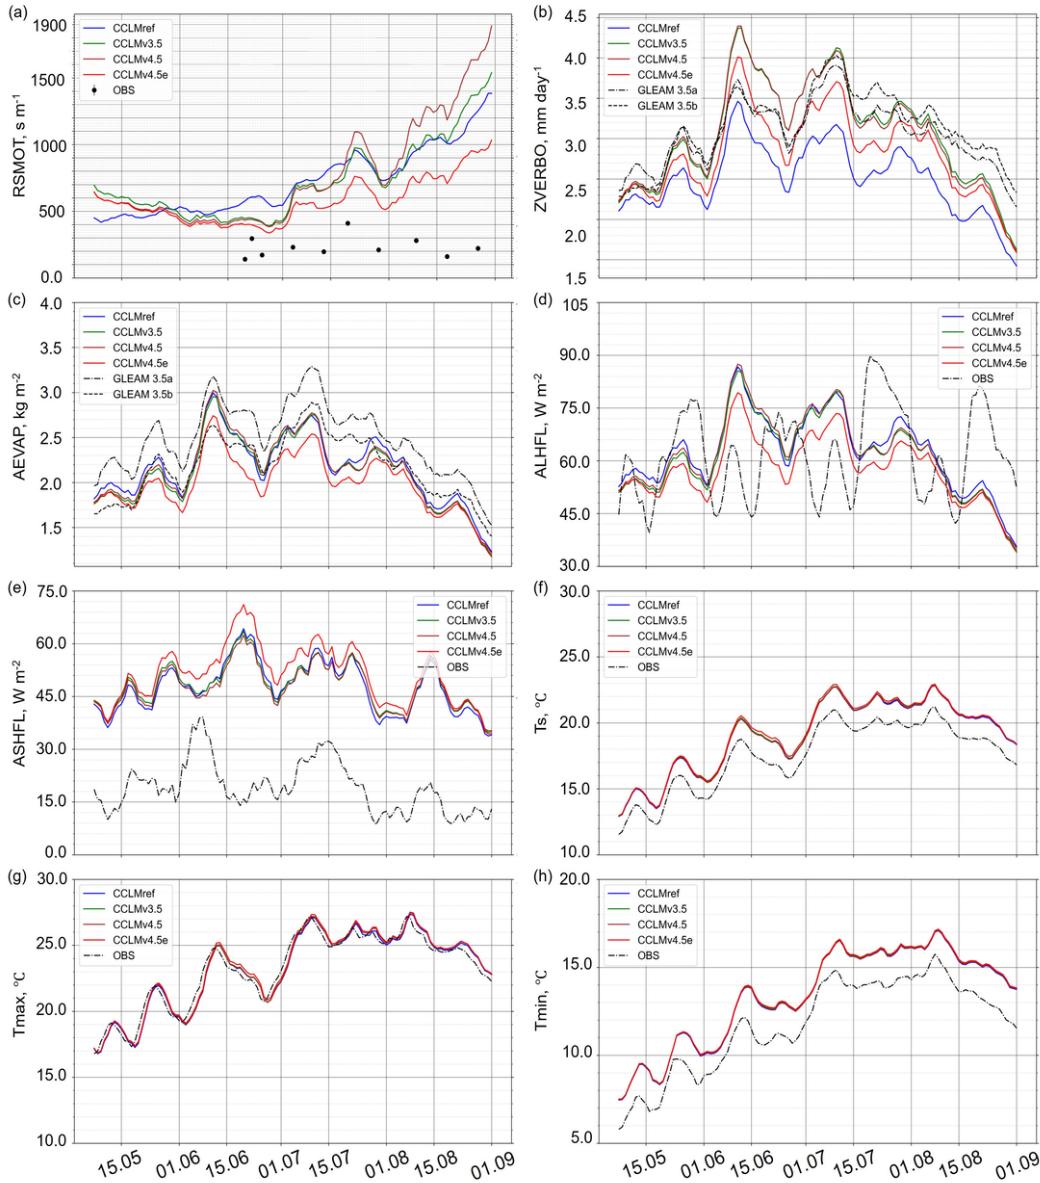 (a)
1900
1500
1000
500
0.0
RSMOT, s m-1
CCLMref
CCLMv3.5
CCLMv4.5
CCLMv4.5e
OBS
(b)
4.5
4.0
3.5
3.0
2.5
2.0
1.5
ZVERBO, mm day-1
CCLMref
CCLMv3.5
CCLMv4.5
CCLMv4.5e
GLEAM 3.5a
GLEAM 3.5b
(c)
4.0
3.5
3.0
2.5
2.0
1.5
AEVAP, kg m-2
CCLMref
CCLMv3.5
CCLMv4.5
CCLMv4.5e
GLEAM 3.5a
GLEAM 3.5b
(d)
105
90.0
75.0
60.0
45.0
30.0
ALHFL, W m-2
CCLMref
CCLMv3.5
CCLMv4.5
CCLMv4.5e
OBS
(e)
75.0
60.0
45.0
30.0
15.0
0.0
ASHFL, W m-2
CCLMref
CCLMv3.5
CCLMv4.5
CCLMv4.5e
OBS
(f)
30.0
25.0
20.0
15.0
10.0
Ts, °C
CCLMref
CCLMv3.5
CCLMv4.5
CCLMv4.5e
OBS
(g)
30.0
25.0
20.0
15.0
10.0
Tmax, °C
CCLMref
CCLMv3.5
CCLMv4.5
CCLMv4.5e
OBS
15.05
01.06
15.06
01.07
15.07
01.08
15.08
01.09
(h)
20.0
15.0
10.0
5.0
Tmin, °C
CCLMref
CCLMv3.5
CCLMv4.5
CCLMv4.5e
OBS
15.05
01.06
15.06
01.07
15.07
01.08
15.08
01.09